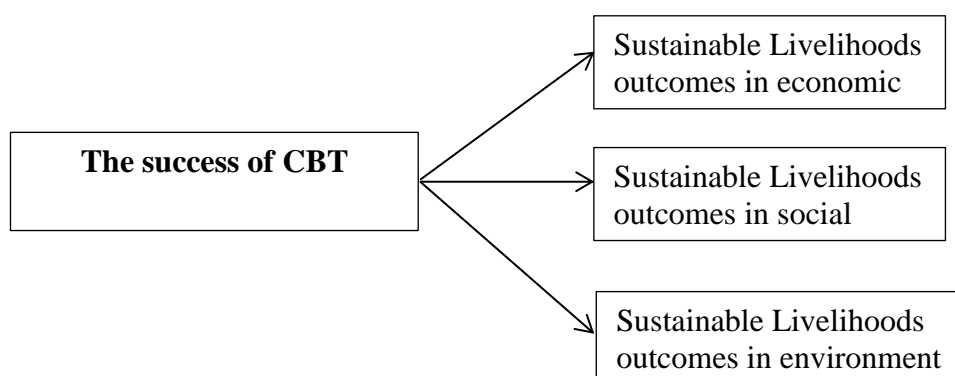 Sustainable Livelihoods
outcomes in economic
The success of CBT
Sustainable Livelihoods
outcomes in social
Sustainable Livelihoods
outcomes in environment